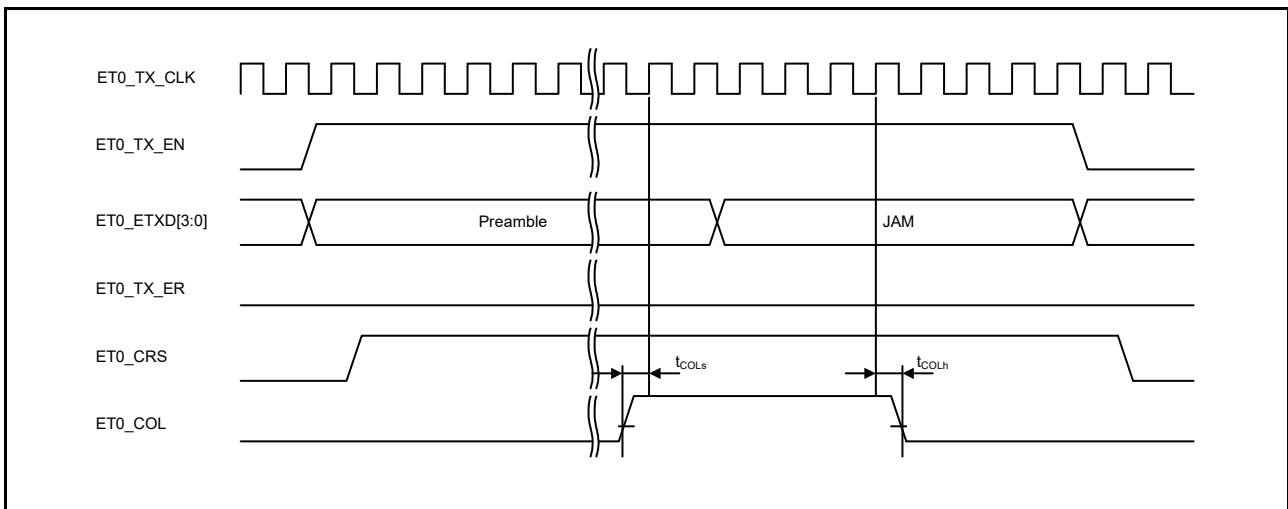 ET0_TX_CLK
ET0_TX_EN
ET0_ETXD[3:0]
Preamble
JAM
ET0_TX_ER
ET0_CRS
tCOLs
tCOLh
ET0_COL